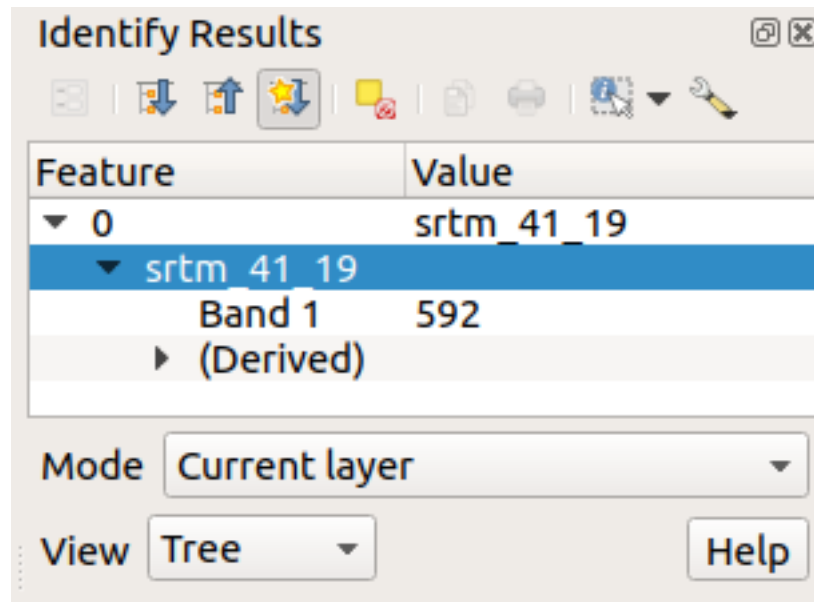 Identify Results
Feature Value
0 srtm_41_19
srtm_41_19
Band 1 592
(Derived)
Mode Current layer
View Tree Help